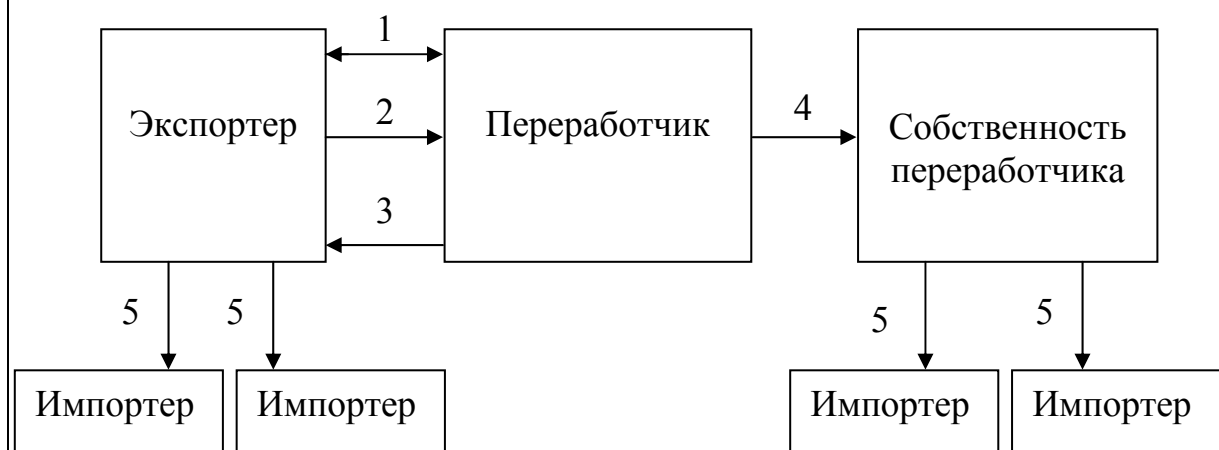 1
Экспортер
2
Переработчик
4
Собственность
переработчика
3
5
5
5
5
Импортер
Импортер
Импортер
Импортер